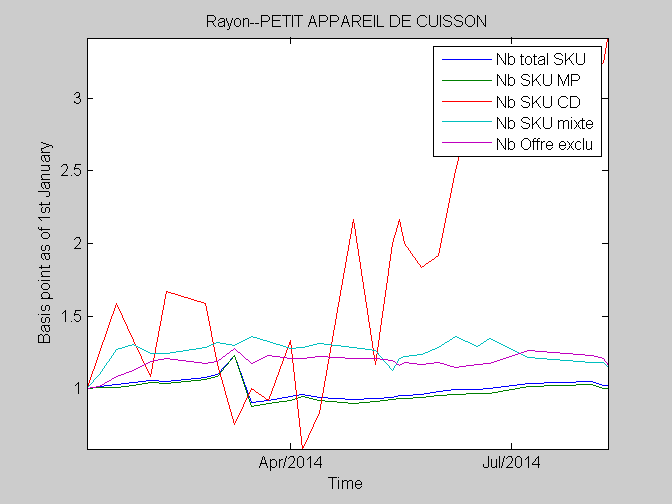 Rayon--PETIT APPAREIL DE CUISSON
Nb total SKU
Nb SKU MP
Nb SKU CD
Nb SKU mixte
Nb Offre exclu
Basis point as of 1st January
3
2.5
2
1.5
1
Apr/2014
Jul/2014
Time